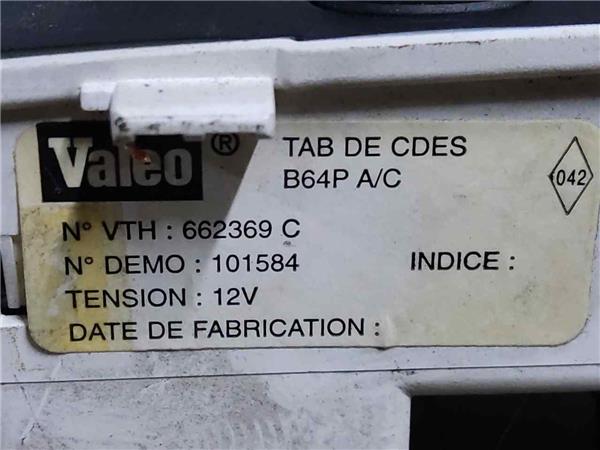 Valeo ® TAB DE CDES
B64P A/C
042
N° VTH : 662369 C
N° DEMO : 101584 INDICE :
TENSION : 12V
DATE DE FABRICATION :